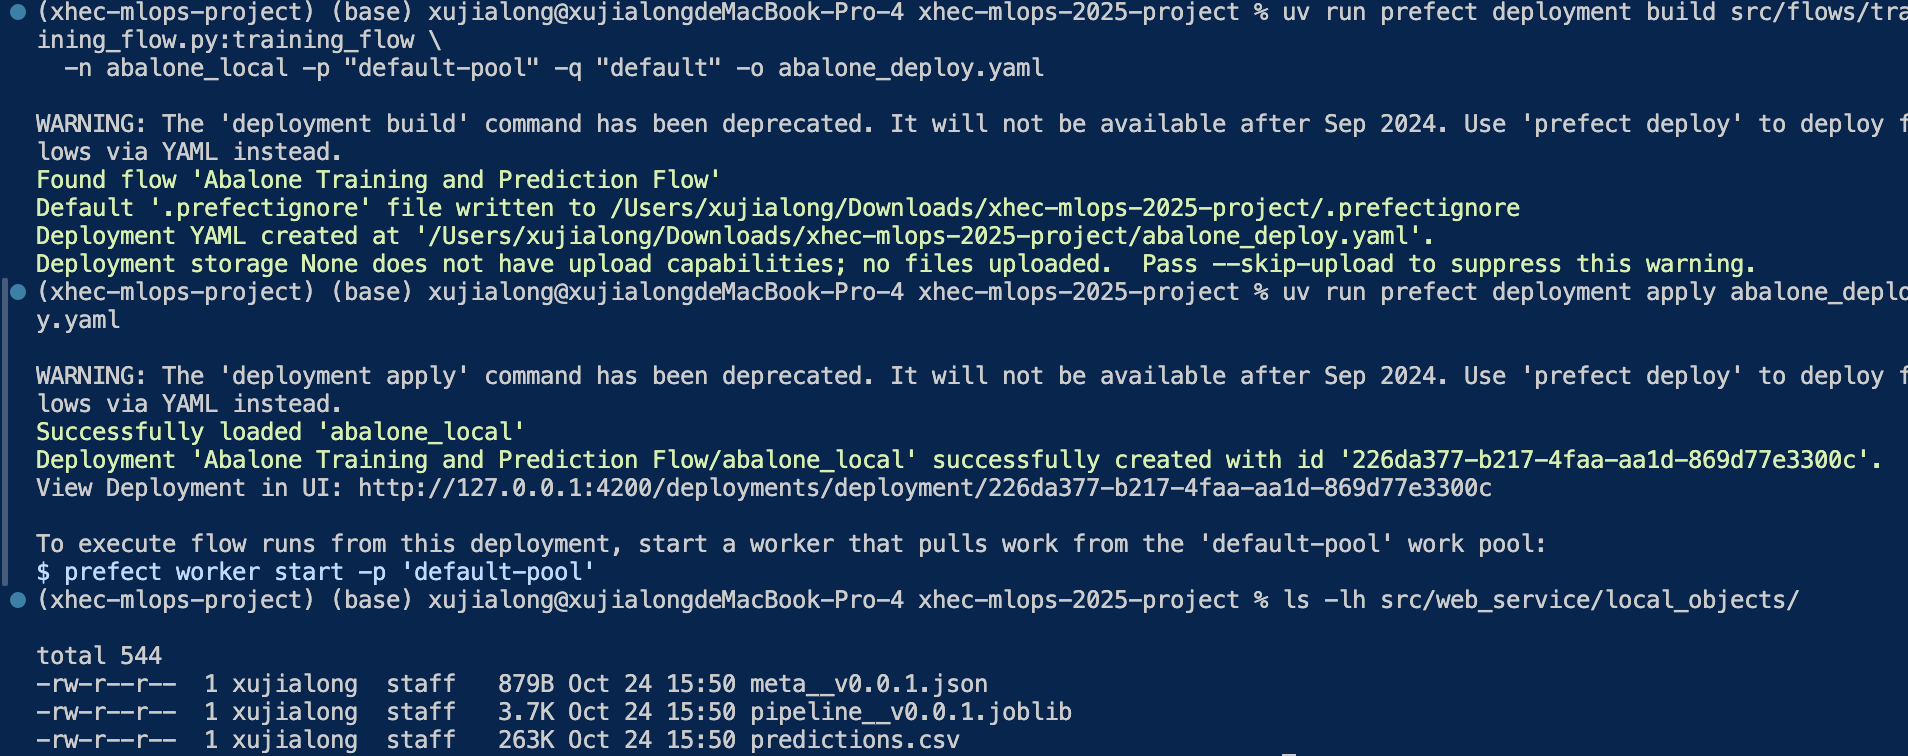 (xhec-mlops-project) (base) xujialong@xujialongdeMacBook-Pro-4 xhec-mlops-2025-project % uv run prefect deployment build src/flows/tra
ining_flow.py:training_flow \
-n abalone_local -p "default-pool" -q "default" -o abalone_deploy.yaml
WARNING: The 'deployment build' command has been deprecated. It will not be available after Sep 2024. Use 'prefect deploy' to deploy f
lows via YAML instead.
Found flow 'Abalone Training and Prediction Flow'
Default '.prefectignore' file written to /Users/xujialong/Downloads/xhec-mlops-2025-project/.prefectignore
Deployment YAML created at '/Users/xujialong/Downloads/xhec-mlops-2025-project/abalone_deploy.yaml'.
Deployment storage None does not have upload capabilities; no files uploaded.  Pass --skip-upload to suppress this warning.
(xhec-mlops-project) (base) xujialong@xujialongdeMacBook-Pro-4 xhec-mlops-2025-project % uv run prefect deployment apply abalone_deplo
y.yaml
WARNING: The 'deployment apply' command has been deprecated. It will not be available after Sep 2024. Use 'prefect deploy' to deploy f
lows via YAML instead.
Successfully loaded 'abalone_local'
Deployment 'Abalone Training and Prediction Flow/abalone_local' successfully created with id '226da377-b217-4faa-aa1d-869d77e3300c'.
View Deployment in UI: http://127.0.0.1:4200/deployments/deployment/226da377-b217-4faa-aa1d-869d77e3300c
To execute flow runs from this deployment, start a worker that pulls work from the 'default-pool' work pool:
$ prefect worker start -p 'default-pool'
(xhec-mlops-project) (base) xujialong@xujialongdeMacBook-Pro-4 xhec-mlops-2025-project % ls -lh src/web_service/local_objects/
total 544
-rw-r--r--  1 xujialong  staff   879B Oct 24 15:50 meta__v0.0.1.json
-rw-r--r--  1 xujialong  staff   3.7K Oct 24 15:50 pipeline__v0.0.1.joblib
-rw-r--r--  1 xujialong  staff   263K Oct 24 15:50 predictions.csv